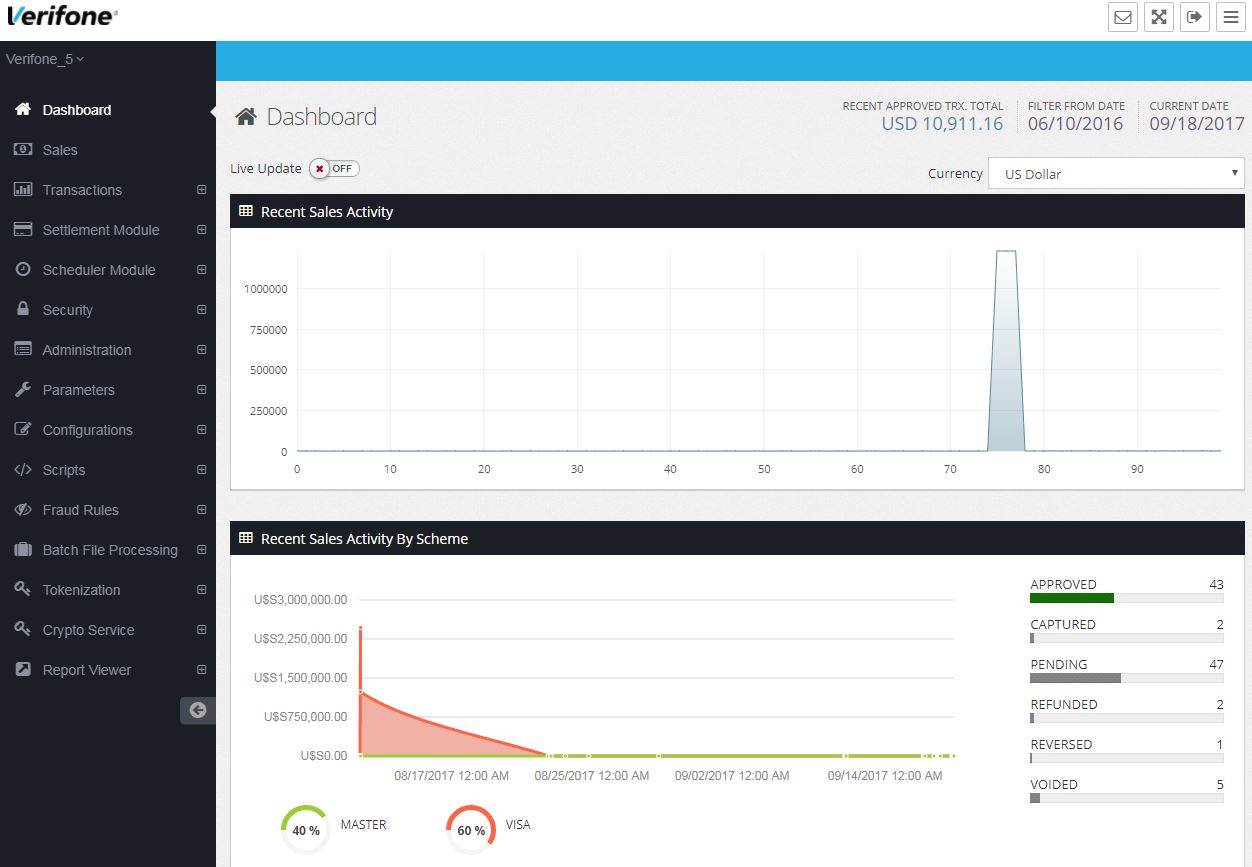 Verifone
Verifone_5
Dashboard
Sales
Transactions
Settlement Module
Scheduler Module
Security
Administration
Parameters
Configurations
Scripts
Fraud Rules
Batch File Processing
Tokenization
Crypto Service
Report Viewer
Dashboard
RECENT APPROVED TRX. TOTAL
USD 10,911.16
FILTER FROM DATE
06/10/2016
CURRENT DATE
09/18/2017
Live Update OFF
Currency US Dollar
Recent Sales Activity
1000000
750000
500000
250000
0
0 10 20 30 40 50 60 70 80 90
Recent Sales Activity By Scheme
U$S3,000,000.00
U$S2,250,000.00
U$S1,500,000.00
U$S750,000.00
U$S0.00
08/17/2017 12:00 AM 08/25/2017 12:00 AM 09/02/2017 12:00 AM 09/14/2017 12:00 AM
40 % MASTER 60 % VISA
APPROVED 43
CAPTURED 2
PENDING 47
REFUNDED 2
REVERSED 1
VOIDED 5